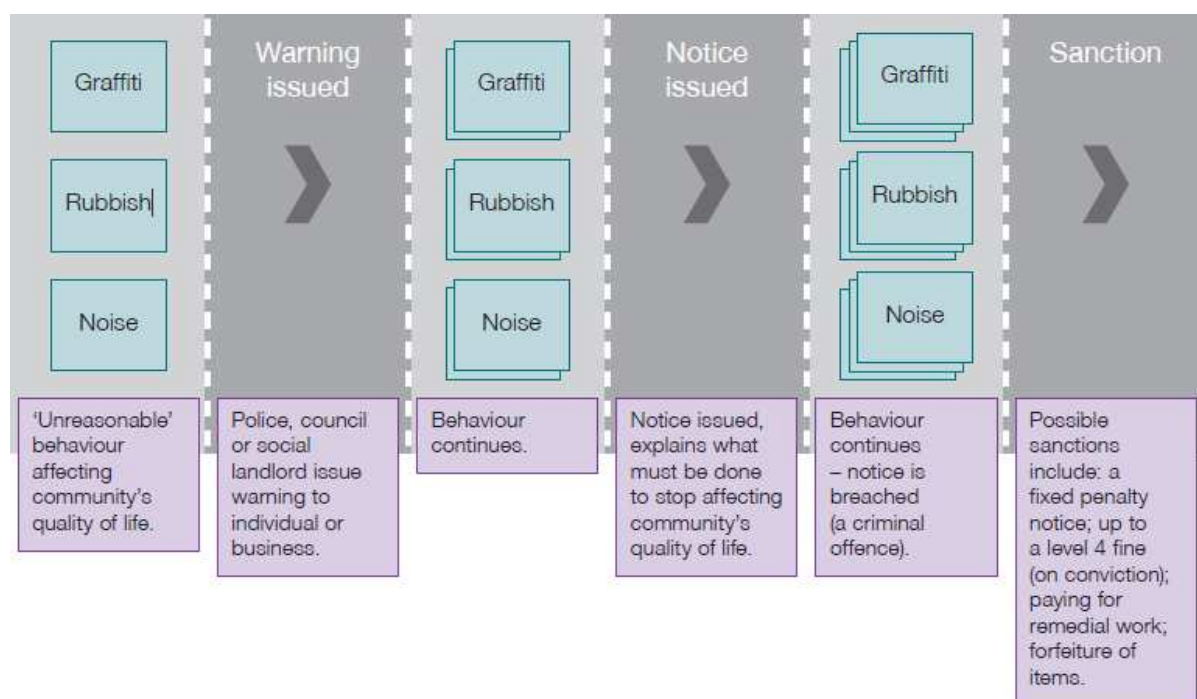 Graffiti
Rubbish
Noise
Warning
issued
Graffiti
Rubbish
Noise
Notice
issued
Graffiti
Rubbish
Noise
Sanction
‘Unreasonable’
behaviour
affecting
community’s
quality of life.
Police, council
or social
landlord issue
warning to
individual or
business.
Behaviour
continues.
Notice issued,
explains what
must be done
to stop affecting
community’s
quality of life.
Behaviour
continues
– notice is
breached
(a criminal
offence).
Possible
sanctions
include: a
fixed penalty
notice; up to
a level 4 fine
(on conviction);
paying for
remedial work;
forfeiture of
items.